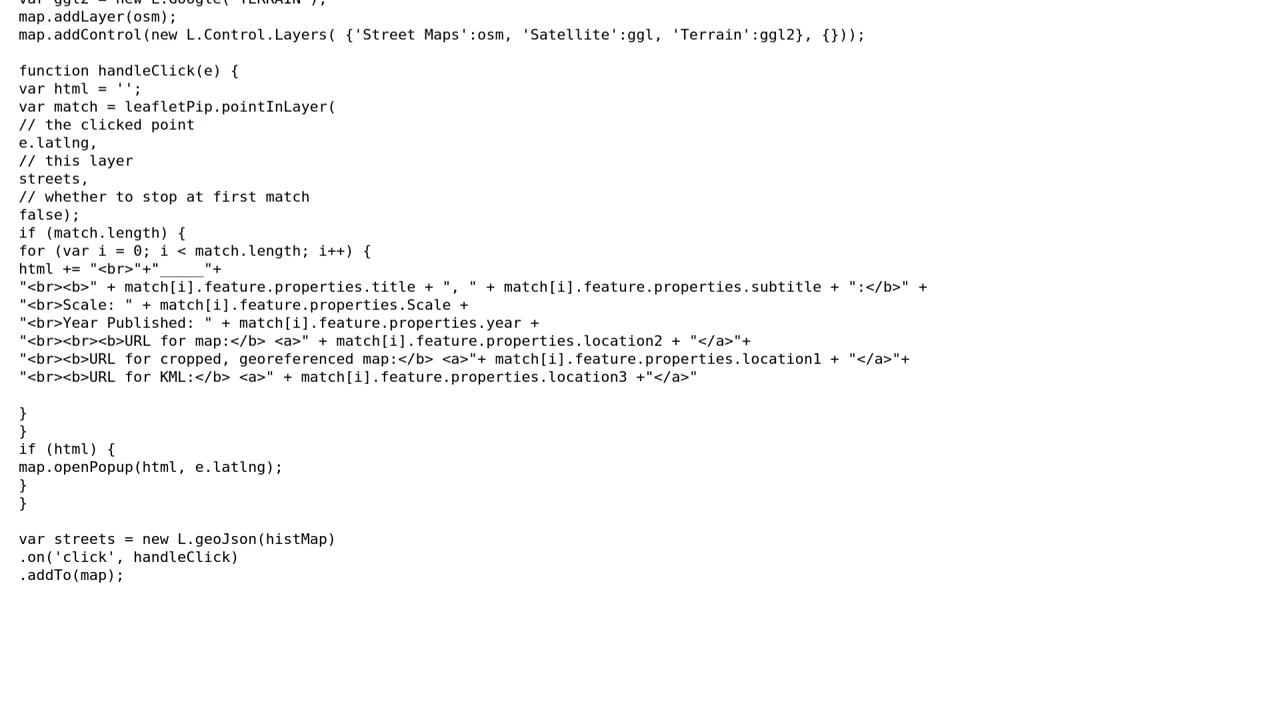 var ggl2 = new L.Google('TERRAIN');
map.addLayer(osm);
map.addControl(new L.Control.Layers( {'Street Maps':osm, 'Satellite':ggl, 'Terrain':ggl2}, {}));
function handleClick(e) {
var html = '';
var match = leafletPip.pointInLayer(
// the clicked point
e.latlng,
// this layer
streets,
// whether to stop at first match
false);
if (match.length) {
for (var i = 0; i < match.length; i++) {
html += "<br>"+"_____"+
"<br><b>" + match[i].feature.properties.title + ", " + match[i].feature.properties.subtitle + ":</b>" +
"<br>Scale: " + match[i].feature.properties.Scale +
"<br>Year Published: " + match[i].feature.properties.year +
"<br><br><b>URL for map:</b> <a>" + match[i].feature.properties.location2 + "</a>"+
"<br><b>URL for cropped, georeferenced map:</b> <a>"+ match[i].feature.properties.location1 + "</a>"+
"<br><b>URL for KML:</b> <a>" + match[i].feature.properties.location3 +"</a>"
}
}
if (html) {
map.openPopup(html, e.latlng);
}
}
var streets = new L.geoJson(histMap)
.on('click', handleClick)
.addTo(map);